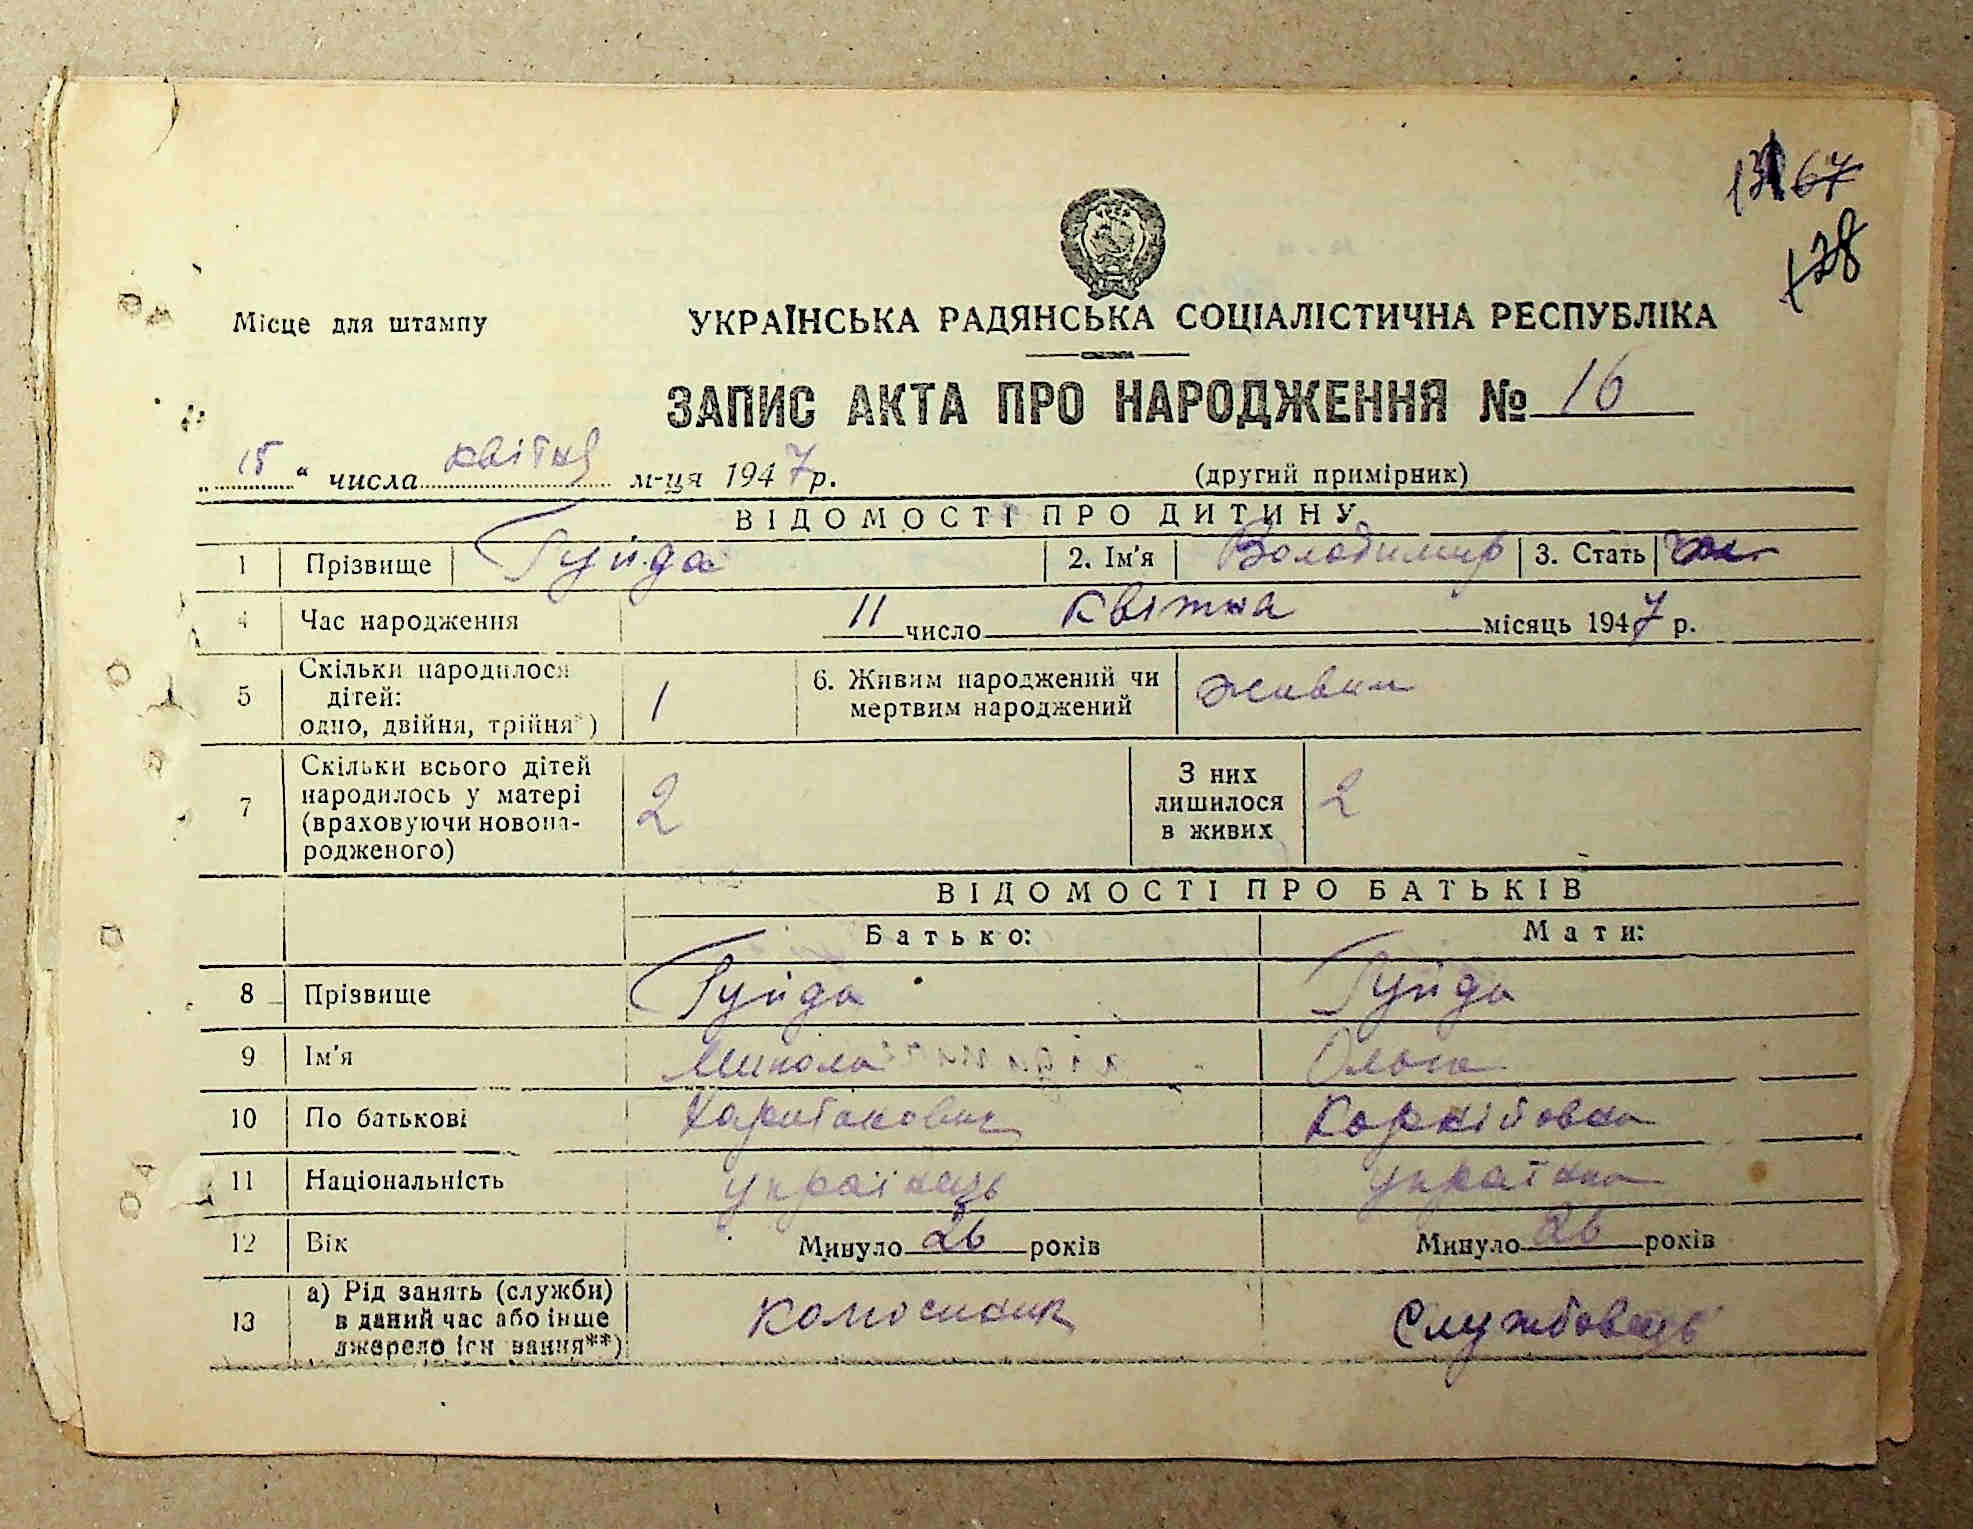 67
128
Місце для штампу
УКРАЇНСЬКА РАДЯНСЬКА СОЦІАЛІСТИЧНА РЕСПУБЛІКА
ЗАПИС АКТА ПРО НАРОДЖЕННЯ № 16
„15“ числа квітня м-ця 1947 р. (другий примірник)
ВІДОМОСТІ ПРО ДИТИНУ
1 Прізвище Гуйда 2. Ім'я Володимир 3. Стать чол
4 Час народження 11 число квітня місяць 1947 р.
5 Скільки народилося дітей: одно, двійня, трійня*) 1 6. Живим народжений чи мертвим народжений живим
7 Скільки всього дітей народилось у матері (враховуючи новонародженого) 2 З них лишилося в живих 2
ВІДОМОСТІ ПРО БАТЬКІВ
Батько: Мати:
8 Прізвище Гуйда Гуйда
9 Ім'я Микола Ольга
10 По батькові Харитонович Корніївна
11 Національність українець українка
12 Вік Минуло 26 років Минуло 26 років
13 а) Рід занять (служби) в даний час або інше джерело існування**) колгосник Службовець